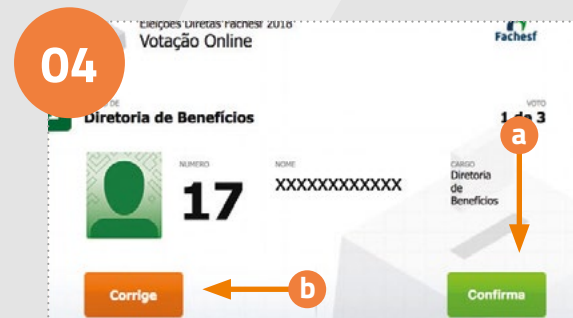 04
Eleições Diretas Fachesf 2018
Votação Online
Fachesf
Diretoria de Benefícios
VOTO
1 de 3
a
NUMERO
17
NOME
XXXXXXXXXXXX
CARGO
Diretoria
de
Benefícios
Corrige
b
Confirma